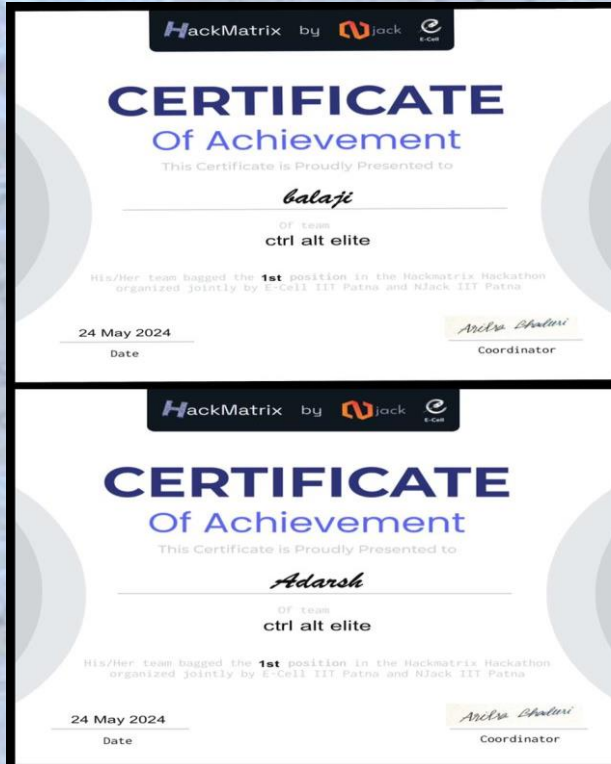 HackMatrix by Njack E-Cell
CERTIFICATE
Of Achievement
This Certificate is Proudly Presented to
balaji
Of team
ctrl alt elite
His/Her team bagged the 1st position in the Hackmatrix Hackathon
organized jointly by E-Cell IIT Patna and NJack IIT Patna
24 May 2024
Date
Aritra Bhaduri
Coordinator
HackMatrix by Njack E-Cell
CERTIFICATE
Of Achievement
This Certificate is Proudly Presented to
Adarsh
Of team
ctrl alt elite
His/Her team bagged the 1st position in the Hackmatrix Hackathon
organized jointly by E-Cell IIT Patna and NJack IIT Patna
24 May 2024
Date
Aritra Bhaduri
Coordinator